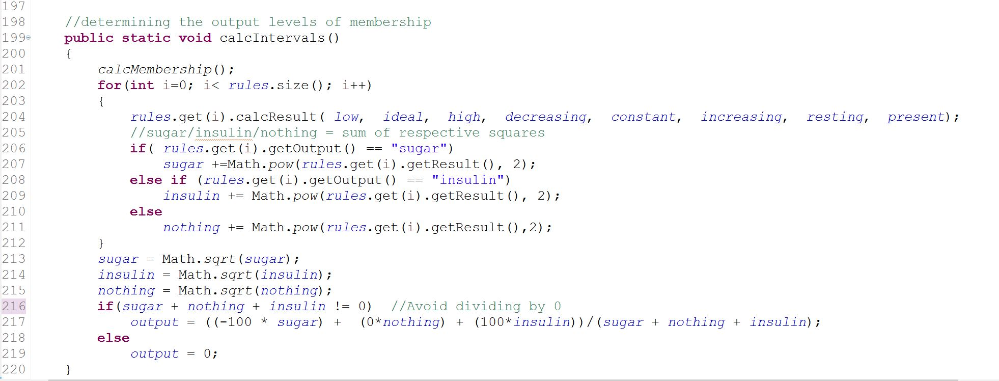 197
198 //determining the output levels of membership
199 public static void calcIntervals()
200 {
201 calcMembership();
202 for(int i=0; i< rules.size(); i++)
203 {
204 rules.get(i).calcResult( low, ideal, high, decreasing, constant, increasing, resting, present);
205 //sugar/insulin/nothing = sum of respective squares
206 if( rules.get(i).getOutput() == "sugar")
207 sugar +=Math.pow(rules.get(i).getResult(), 2);
208 else if (rules.get(i).getOutput() == "insulin")
209 insulin += Math.pow(rules.get(i).getResult(), 2);
210 else
211 nothing += Math.pow(rules.get(i).getResult(),2);
212 }
213 sugar = Math.sqrt(sugar);
214 insulin = Math.sqrt(insulin);
215 nothing = Math.sqrt(nothing);
216 if(sugar + nothing + insulin != 0) //Avoid dividing by 0
217 output = ((-100 * sugar) + (0*nothing) + (100*insulin))/(sugar + nothing + insulin);
218 else
219 output = 0;
220 }